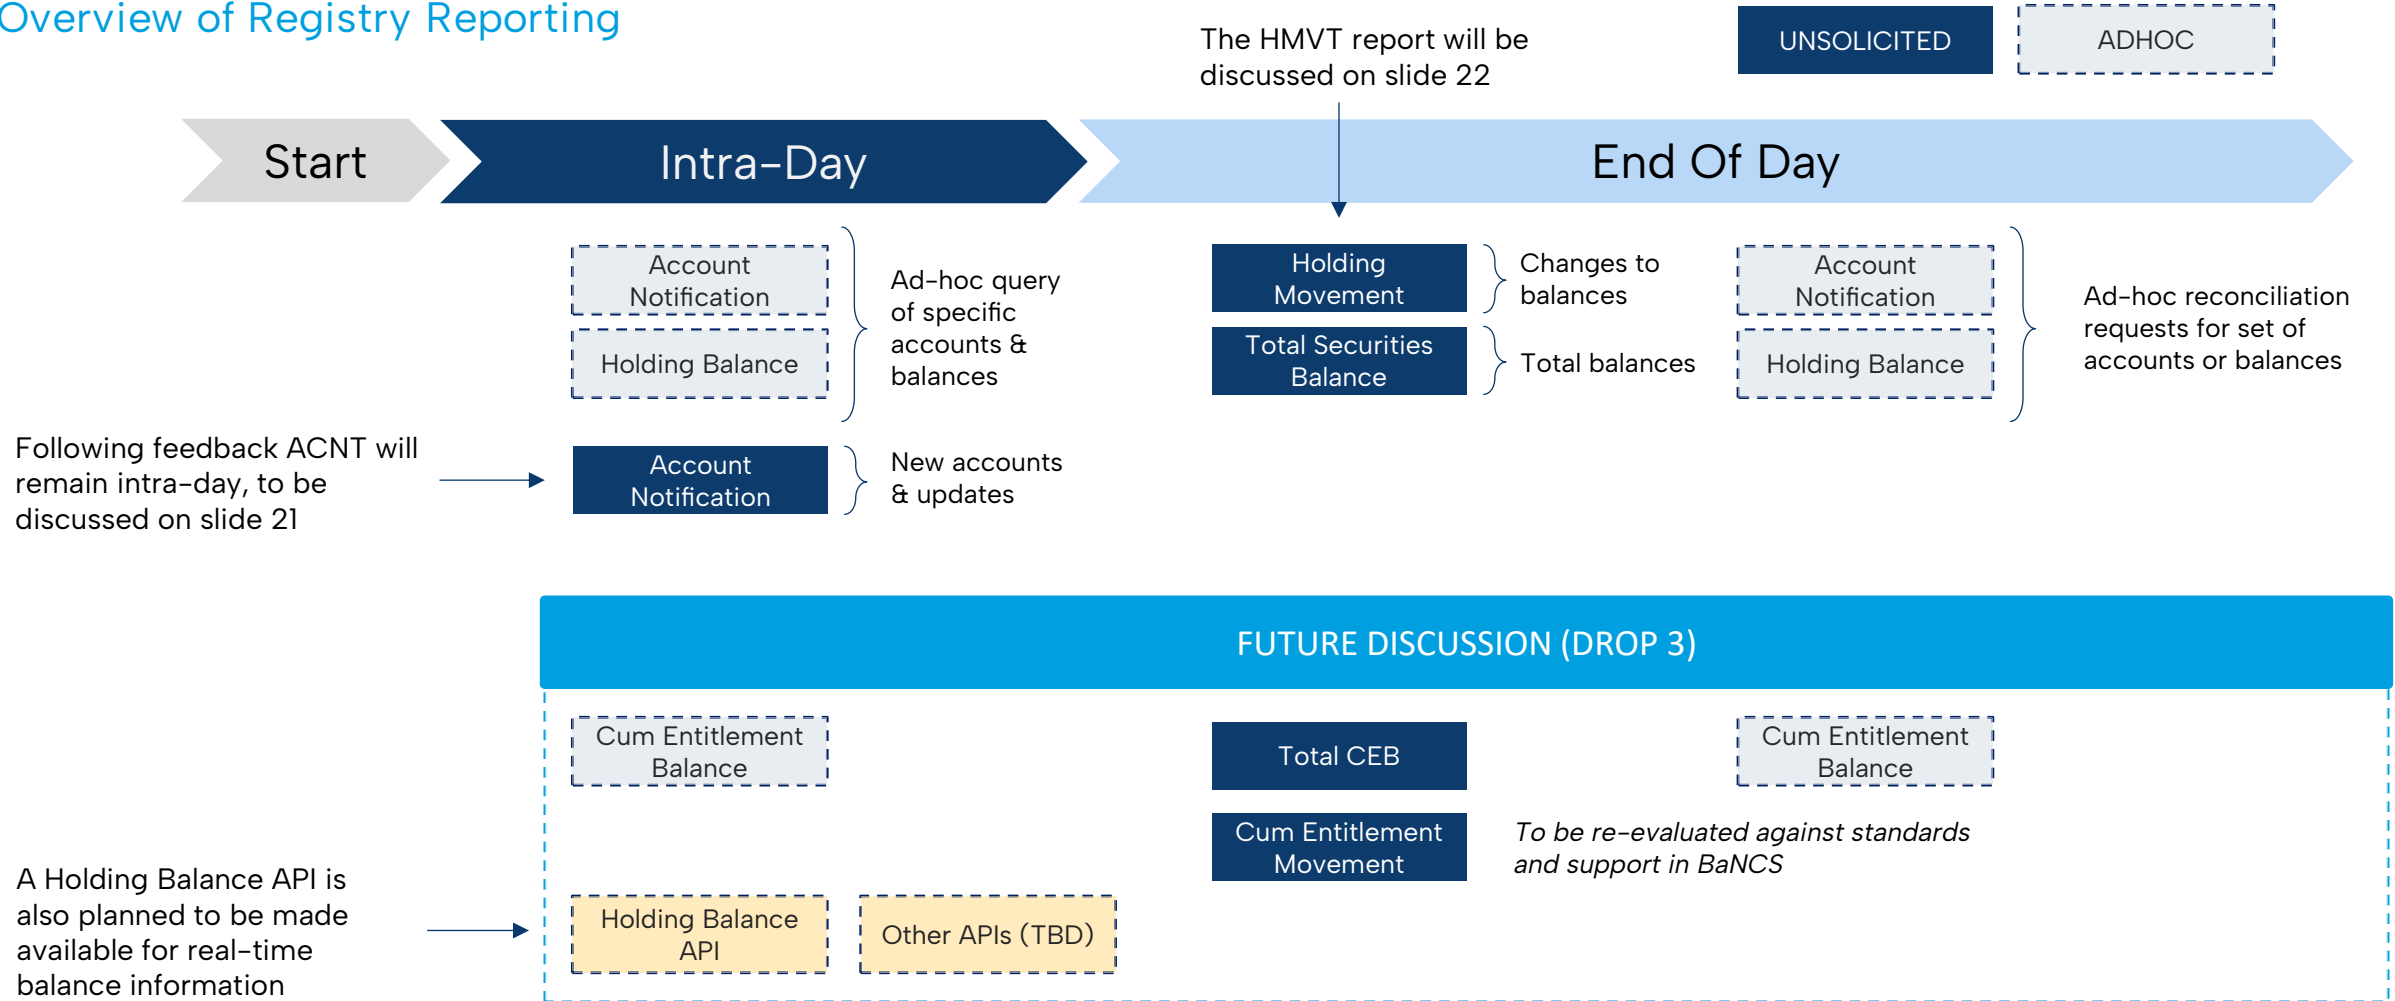 Overview of Registry Reporting
The HMVT report will be
discussed on slide 22
UNSOLICITED
ADHOC
Start
Intra-Day
End Of Day
Account
Notification
Holding Balance
Ad-hoc query
of specific
accounts &
balances
Holding
Movement
Changes to
balances
Total Securities
Balance
Total balances
Account
Notification
Holding Balance
Ad-hoc reconciliation
requests for set of
accounts or balances
Following feedback ACNT will
remain intra-day, to be
discussed on slide 21
Account
Notification
New accounts
& updates
FUTURE DISCUSSION (DROP 3)
Cum Entitlement
Balance
Total CEB
Cum Entitlement
Balance
Cum Entitlement
Movement
To be re-evaluated against standards
and support in BaNCS
A Holding Balance API is
also planned to be made
available for real-time
balance information
Holding Balance
API
Other APIs (TBD)